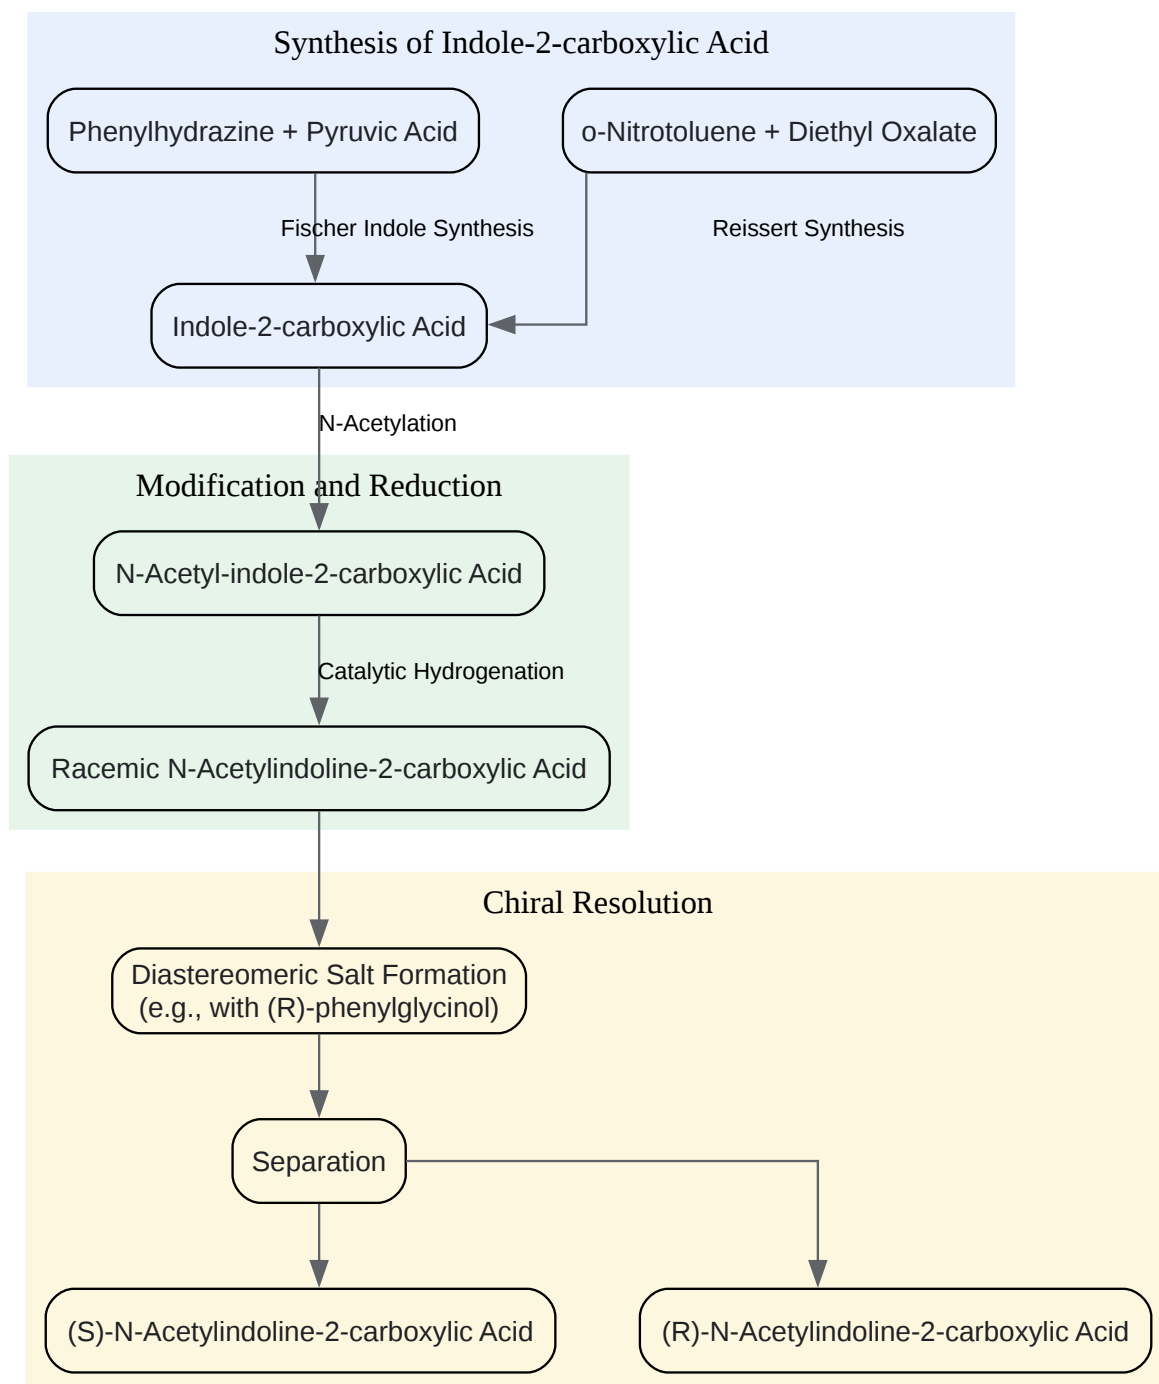 Synthesis of Indole-2-carboxylic Acid
Phenylhydrazine + Pyruvic Acid
o-Nitrotoluene + Diethyl Oxalate
Fischer Indole Synthesis
Reissert Synthesis
Indole-2-carboxylic Acid
N-Acetylation
Modification and Reduction
N-Acetyl-indole-2-carboxylic Acid
Catalytic Hydrogenation
Racemic N-Acetylindoline-2-carboxylic Acid
Chiral Resolution
Diastereomeric Salt Formation
(e.g., with (R)-phenylglycinol)
Separation
(S)-N-Acetylindoline-2-carboxylic Acid
(R)-N-Acetylindoline-2-carboxylic Acid